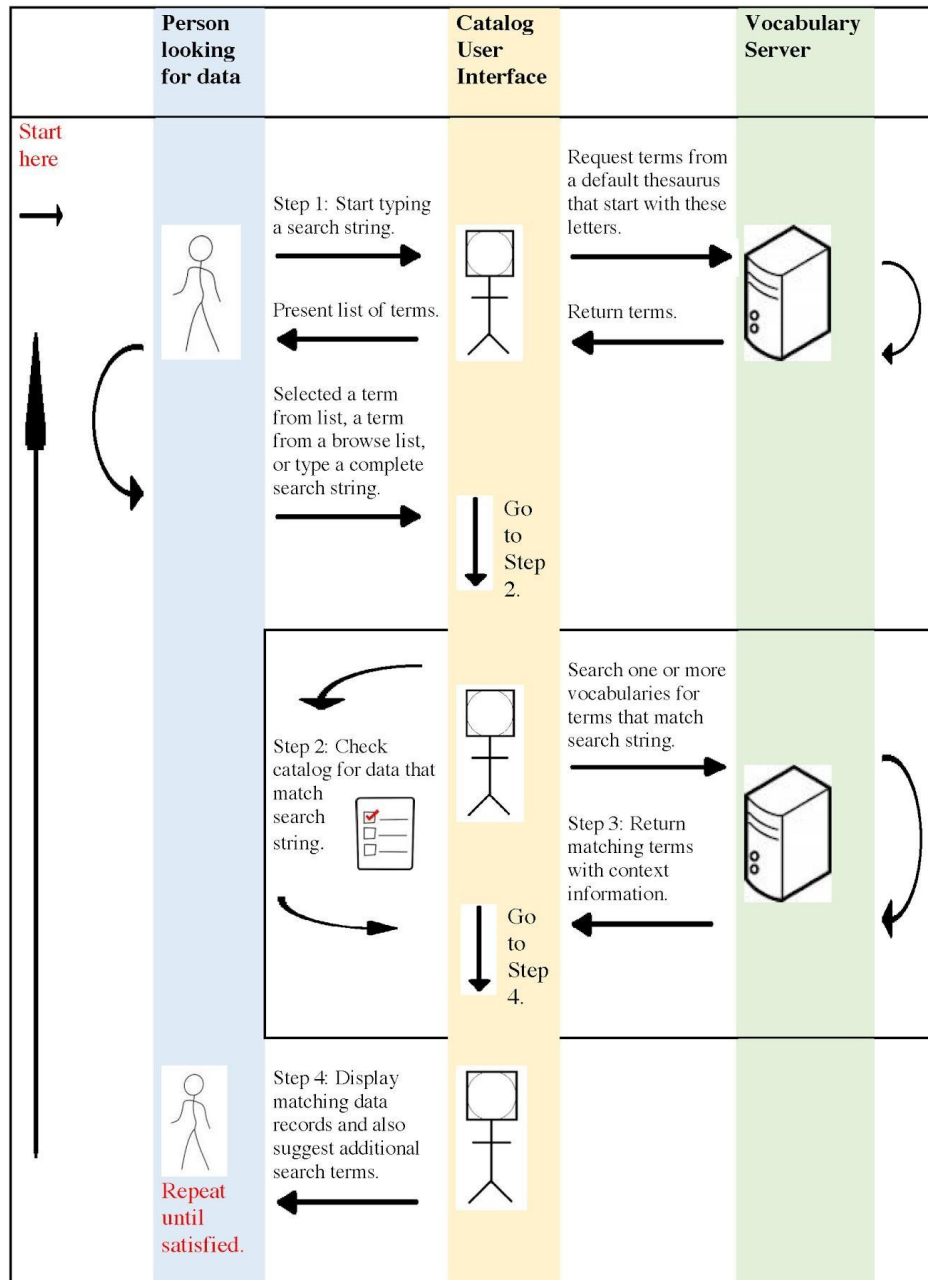 Person
looking
for data
Catalog
User
Interface
Vocabulary
Server
Start
here
Step 1: Start typing
a search string.
Request terms from
a default thesaurus
that start with these
letters.
Present list of terms.
Return terms.
Selected a term
from list, a term
from a browse list,
or type a complete
search string.
Go
to
Step
2.
Search one or more
vocabularies for
terms that match
search string.
Step 2: Check
catalog for data that
match
search
string.
Step 3: Return
matching terms
with context
information.
Go
to
Step
4.
Step 4: Display
matching data
records and also
suggest additional
search terms.
Repeat
until
satisfied.